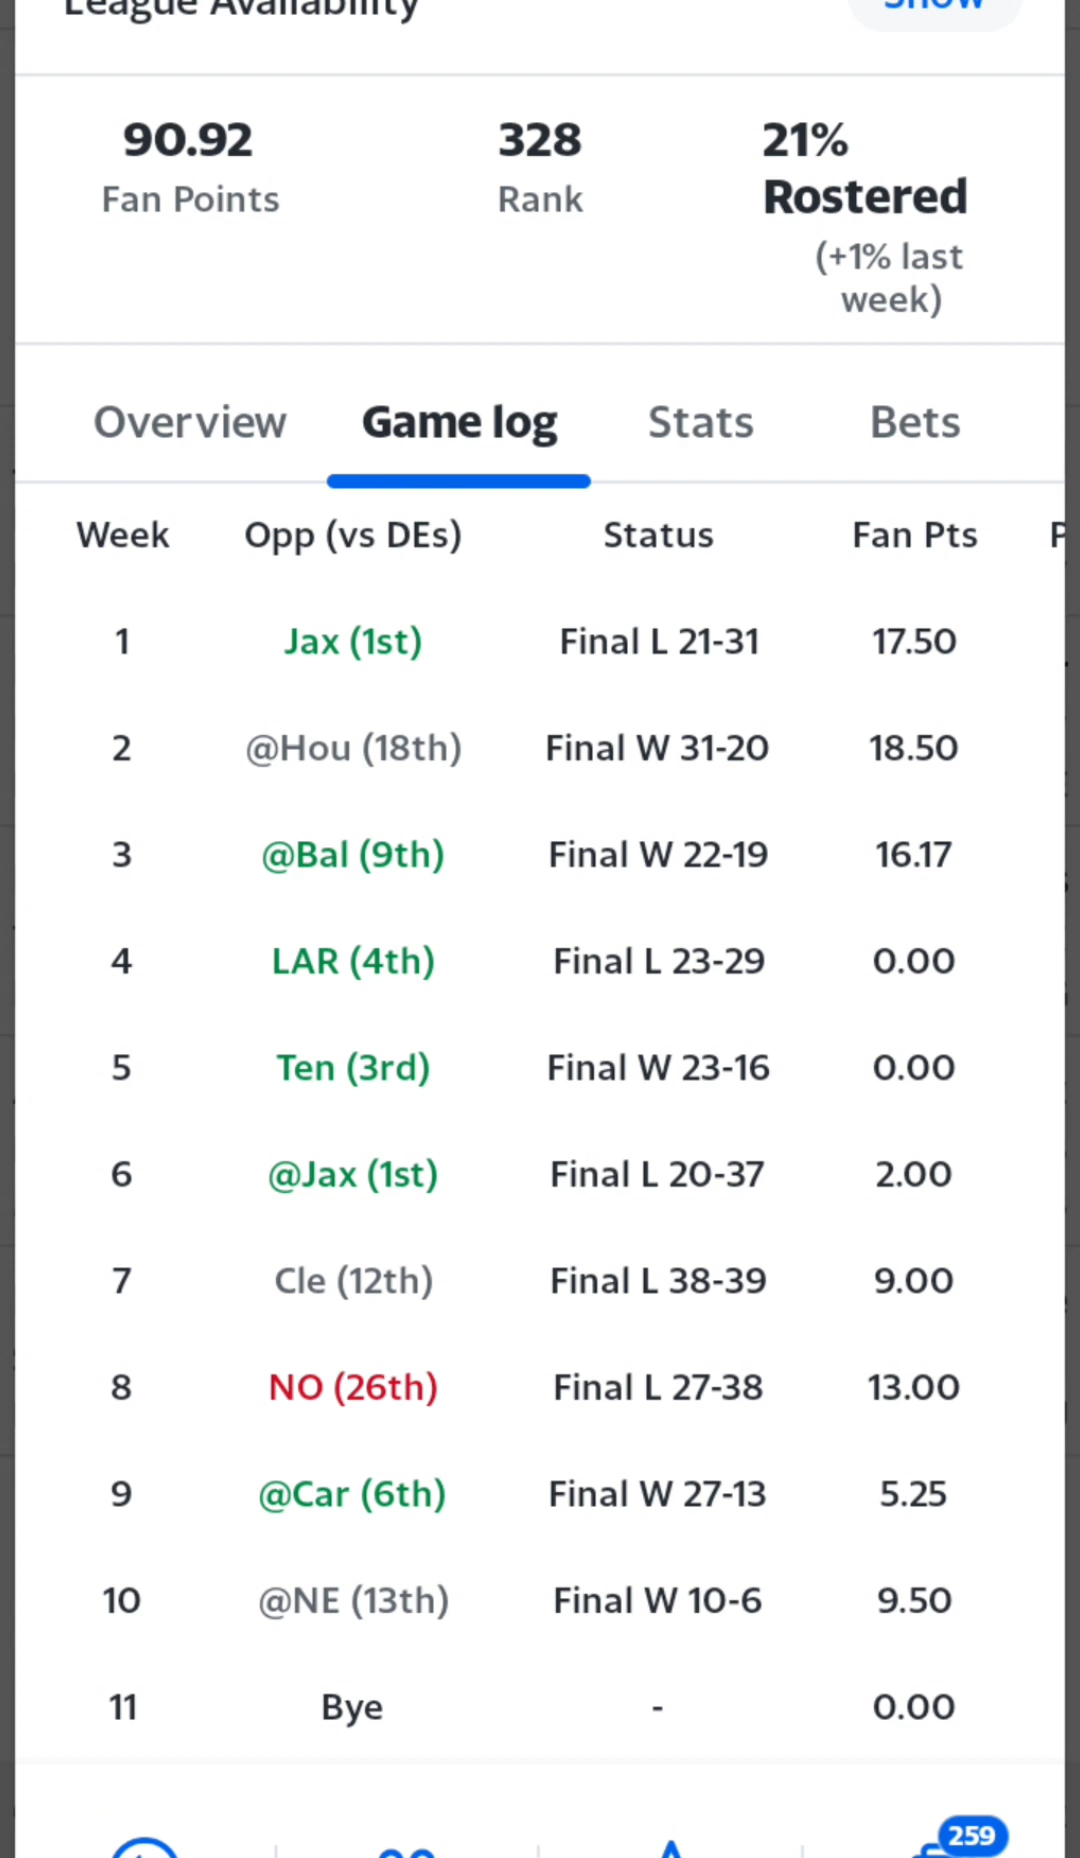 League Availability Show
90.92 328 21%
Fan Points Rank Rostered
(+1% last
week)
Overview Game log Stats Bets
Week Opp (vs DEs) Status Fan Pts P
1 Jax (1st) Final L 21-31 17.50
2 @Hou (18th) Final W 31-20 18.50
3 @Bal (9th) Final W 22-19 16.17
4 LAR (4th) Final L 23-29 0.00
5 Ten (3rd) Final W 23-16 0.00
6 @Jax (1st) Final L 20-37 2.00
7 Cle (12th) Final L 38-39 9.00
8 NO (26th) Final L 27-38 13.00
9 @Car (6th) Final W 27-13 5.25
10 @NE (13th) Final W 10-6 9.50
11 Bye - 0.00
259